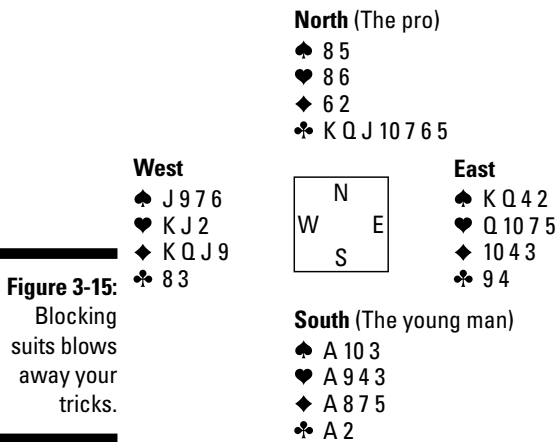 North (The pro)
♠ 8 5
♥ 8 6
♦ 6 2
♣ K Q J 10 7 6 5
West
♠ J 9 7 6
♥ K J 2
♦ K Q J 9
♣ 8 3
N
W E
S
East
♠ K Q 4 2
♥ Q 10 7 5
♦ 10 4 3
♣ 9 4
South (The young man)
♠ A 10 3
♥ A 9 4 3
♦ A 8 7 5
♣ A 2
Figure 3-15:
Blocking
suits blows
away your
tricks.